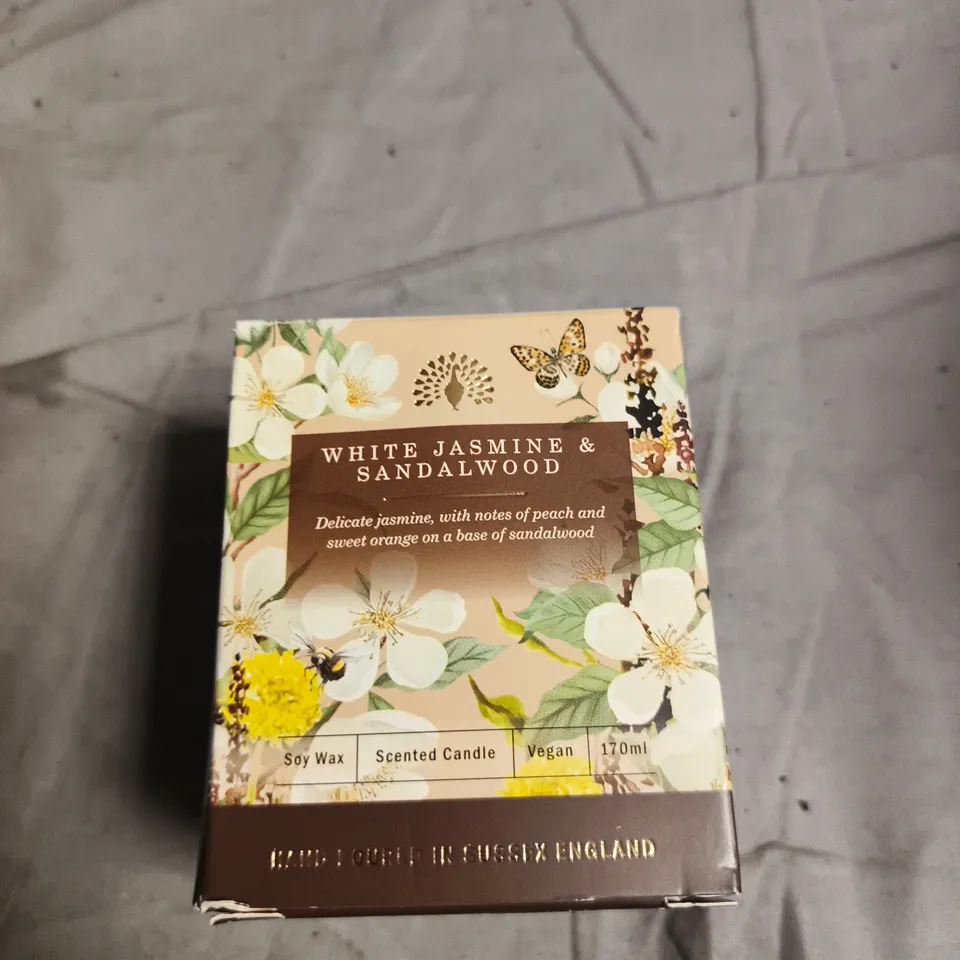 WHITE JASMINE &
SANDALWOOD
Delicate jasmine, with notes of peach and
sweet orange on a base of sandalwood
Soy Wax Scented Candle Vegan 170ml
HAND POURED IN SUSSEX ENGLAND